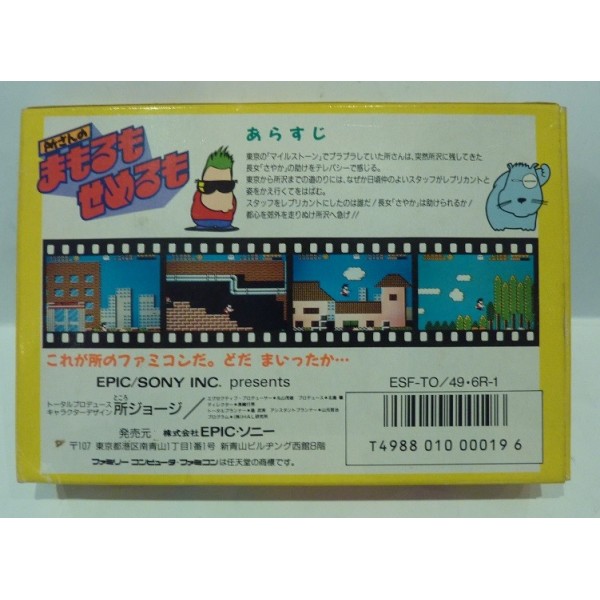 所さんの
まもるも
せめるも
あらすじ
東京の「マイルストーン」でプラプラしていた所さんは、突然所沢に残してきた
長女「さやか」の助けをテレパシーで感じる。
東京から所沢までの道のりには、なぜか日頃仲のよいスタッフがレプリカントと
姿をかえ行くてをはばむ。
スタッフをレプリカントにしたのは誰だ!長女「さやか」は助けられるか!
都心を郊外を走りぬけ所沢へ急げ!!
これが所のファミコンだ。どだ まいったか…
EPIC/SONY INC. presents
ESF-TO/49・6R-1
トータルプロデュース
キャラクターデザイン
ところ
所ジョージ
発売元:株式会社EPIC・ソニー
〒107 東京都港区南青山1丁目1番1号 新青山ビルヂング西館8階
ファミリーコンピュータ・ファミコンは任天堂の商標です。
T4988 010 000019 6